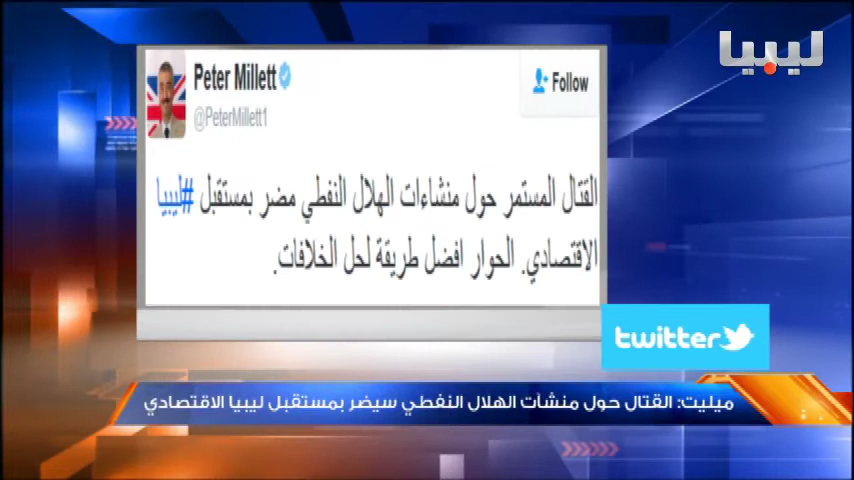 ليبيا
Peter Millett
@PeterMillett1
Follow
القتال المستمر حول منشاءات الهلال النفطي مضر بمستقبل #ليبيا
الاقتصادي. الحوار افضل طريقة لحل الخلافات.
twitter
ميليت: القتال حول منشآت الهلال النفطي سيضر بمستقبل ليبيا الاقتصادي